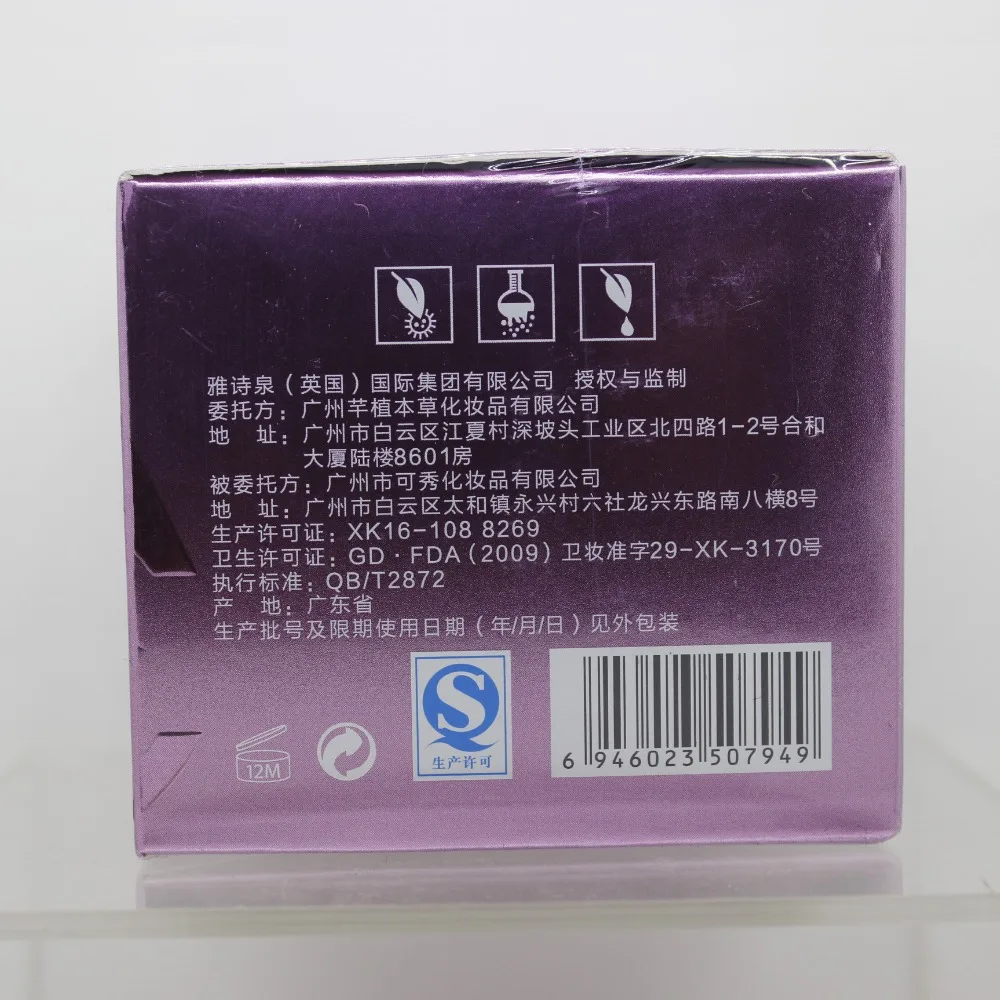 雅诗泉（英国）国际集团有限公司 授权与监制
委托方：广州芊植本草化妆品有限公司
地 址：广州市白云区江夏村深坡头工业区北四路1-2号合和
大厦陆楼8601房
被委托方：广州市可秀化妆品有限公司
地 址：广州市白云区太和镇永兴村六社龙兴东路南八横8号
生产许可证：XK16-108 8269
卫生许可证：GD·FDA（2009）卫妆准字29-XK-3170号
执行标准：QB/T2872
产 地：广东省
生产批号及限期使用日期（年/月/日）见外包装
12M
生产许可
6 946023 507949